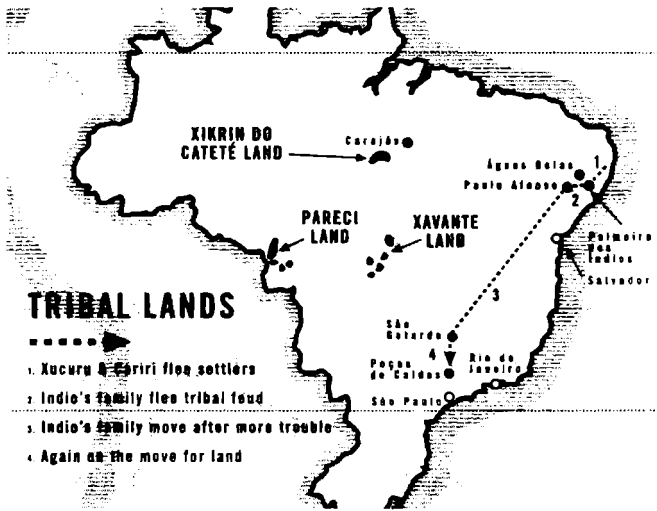 XIKRIN DO
CATETÉ LAND
Carajás
Águas Belas
1
Paulo Afonso
2
PARECI
LAND
XAVANTE
LAND
Palmeira
dos
Índios
Salvador
TRIBAL LANDS
3
São
Gotardo
4
Poços
de Caldas
Rio de
Janeiro
São Paulo
1. Xucuru & Cariri flee settlers
2. Indio's family flee tribal feud
3. Indio's family move after more trouble
4. Again on the move for land